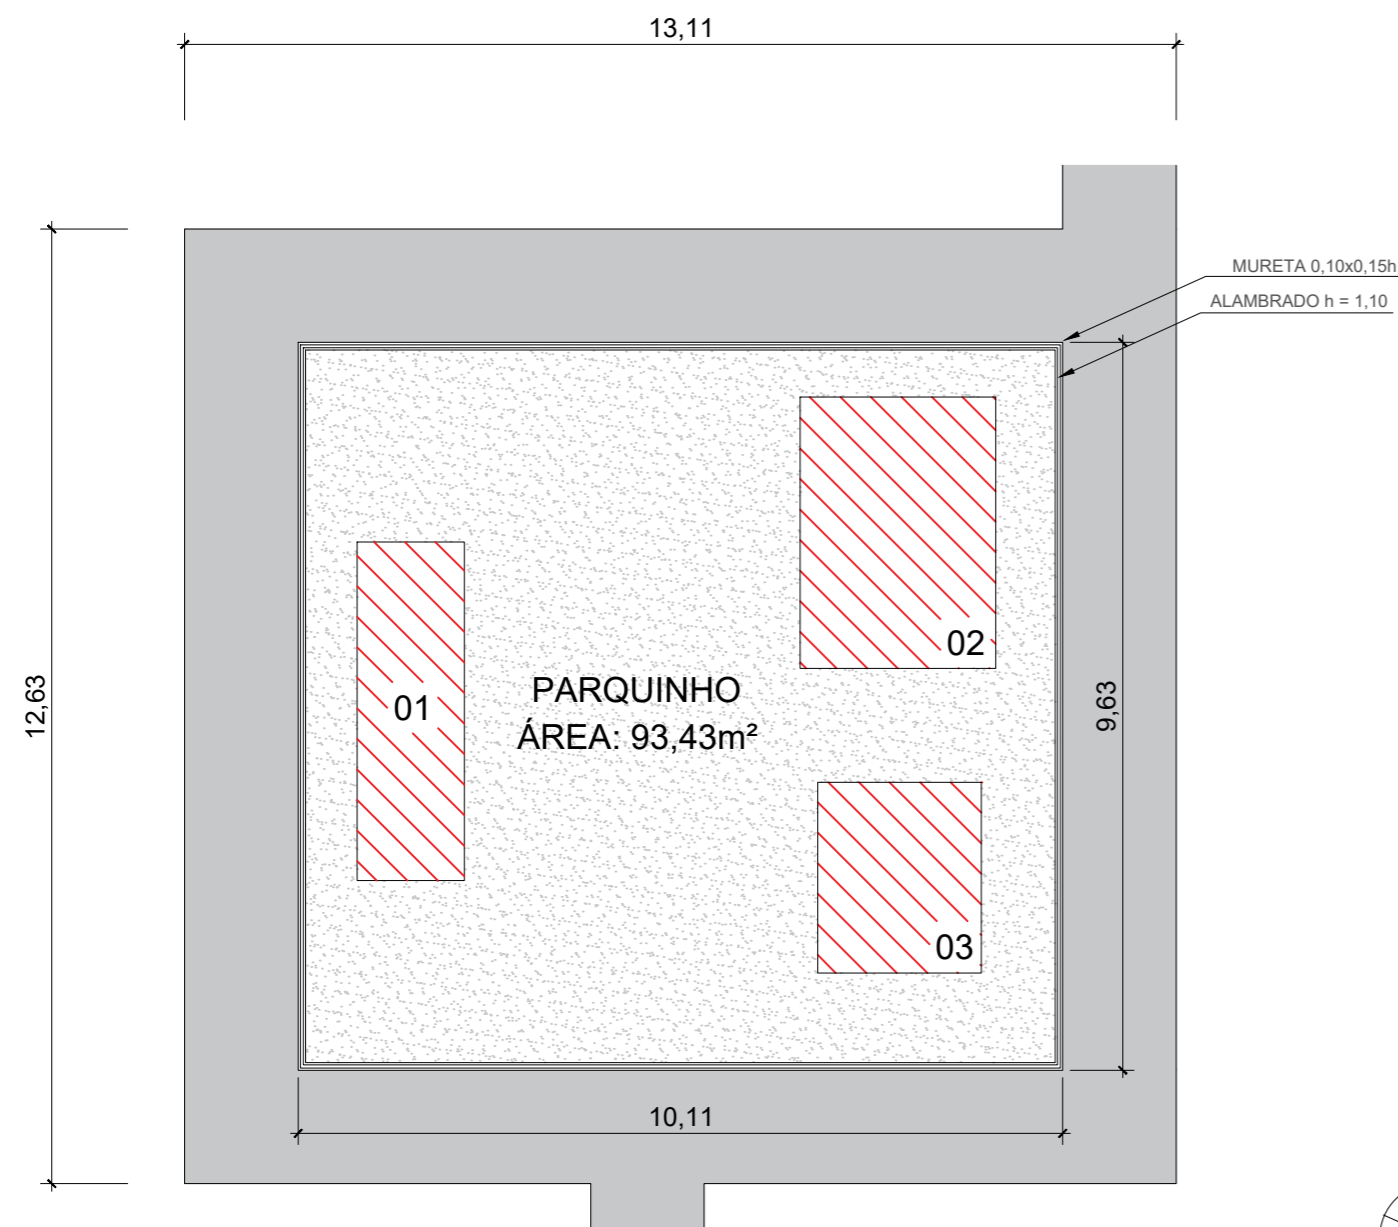 13,11
MURETA 0,10x0,15h
ALAMBRADO h = 1,10
02
01
PARQUINHO
ÁREA: 93,43m²
12,63
9,63
03
10,11